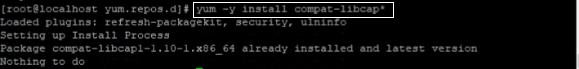 [root@localhost yum.repos.d]# yum -y install compat-libcap*
Loaded plugins: refresh-packagekit, security, ulninfo
Setting up Install Process
Package compat-libcap1-1.10-1.x86_64 already installed and latest version
Nothing to do